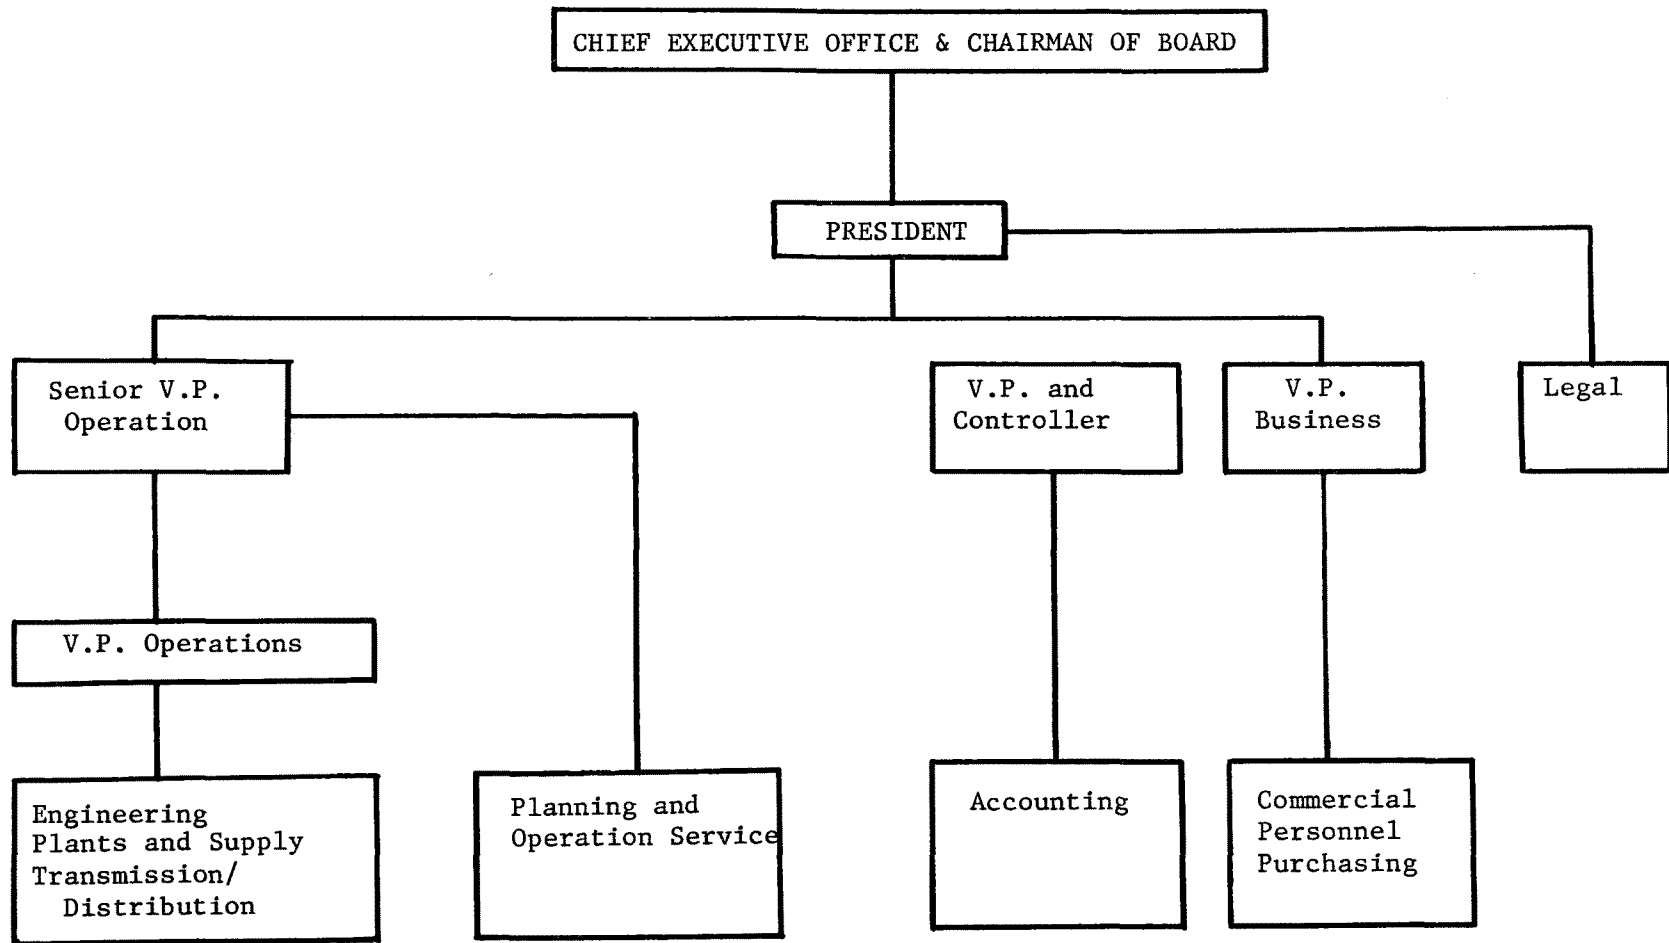 CHIEF EXECUTIVE OFFICE & CHAIRMAN OF BOARD
PRESIDENT
Senior V.P.
Operation
V.P. and
Controller
V.P.
Business
Legal
V.P. Operations
Engineering
Plants and Supply
Transmission/
Distribution
Planning and
Operation Service
Accounting
Commercial
Personnel
Purchasing